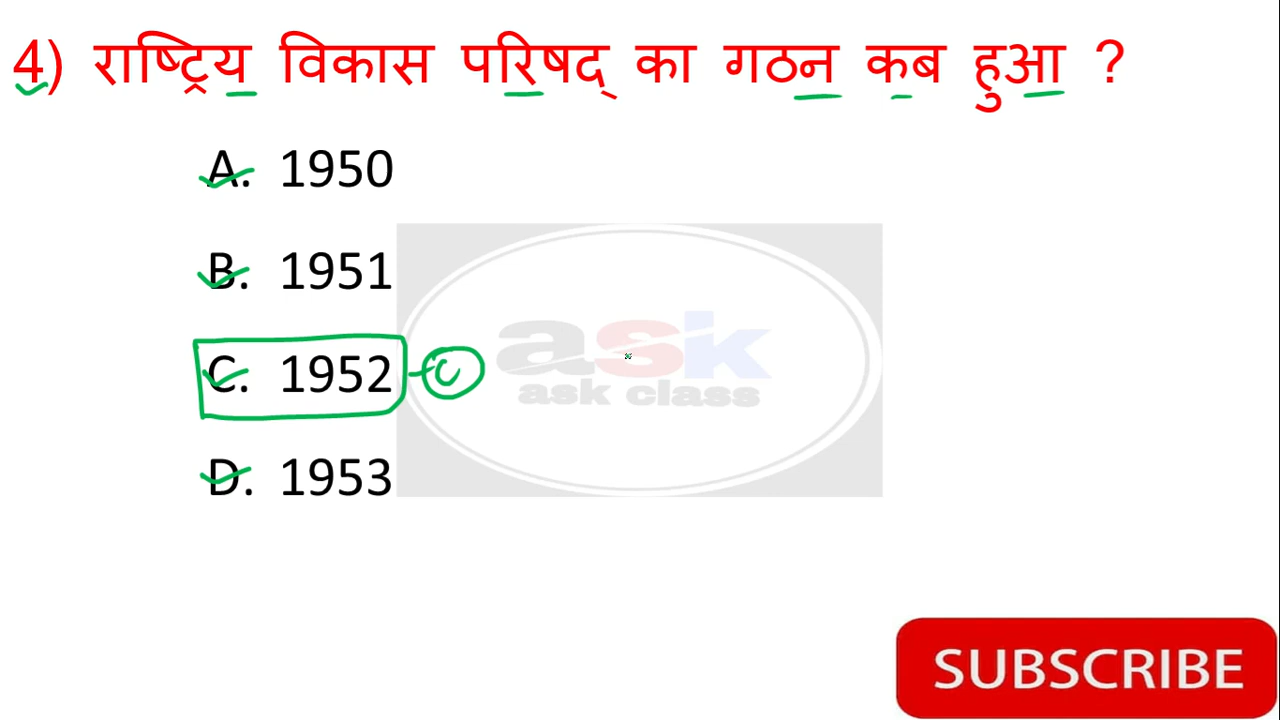 4) राष्ट्रिय विकास परिषद् का गठन कब हुआ ?
A. 1950
B. 1951
C. 1952 C
D. 1953
ask
ask class
SUBSCRIBE